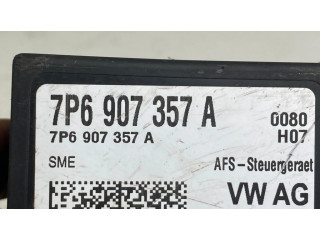 7P6 907 357 A 0080
7P6 907 357 A H07
SME AFS-Steuergeraet
VW AG